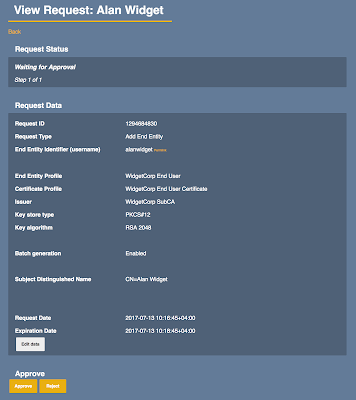 View Request: Alan Widget
Back
Request Status
Waiting for Approval
Step 1 of 1
Request Data
Request ID 1294684830
Request Type Add End Entity
End Entity Identifier (username) alanwidget
End Entity Profile WidgetCorp End User
Certificate Profile WidgetCorp End User Certificate
Issuer WidgetCorp SubCA
Key store type PKCS#12
Key algorithm RSA 2048
Batch generation Enabled
Subject Distinguished Name CN=Alan Widget
Request Date 2017-07-13 10:16:45+04:00
Expiration Date 2017-07-13 10:16:45+04:00
Edit data
Approve
Approve Reject